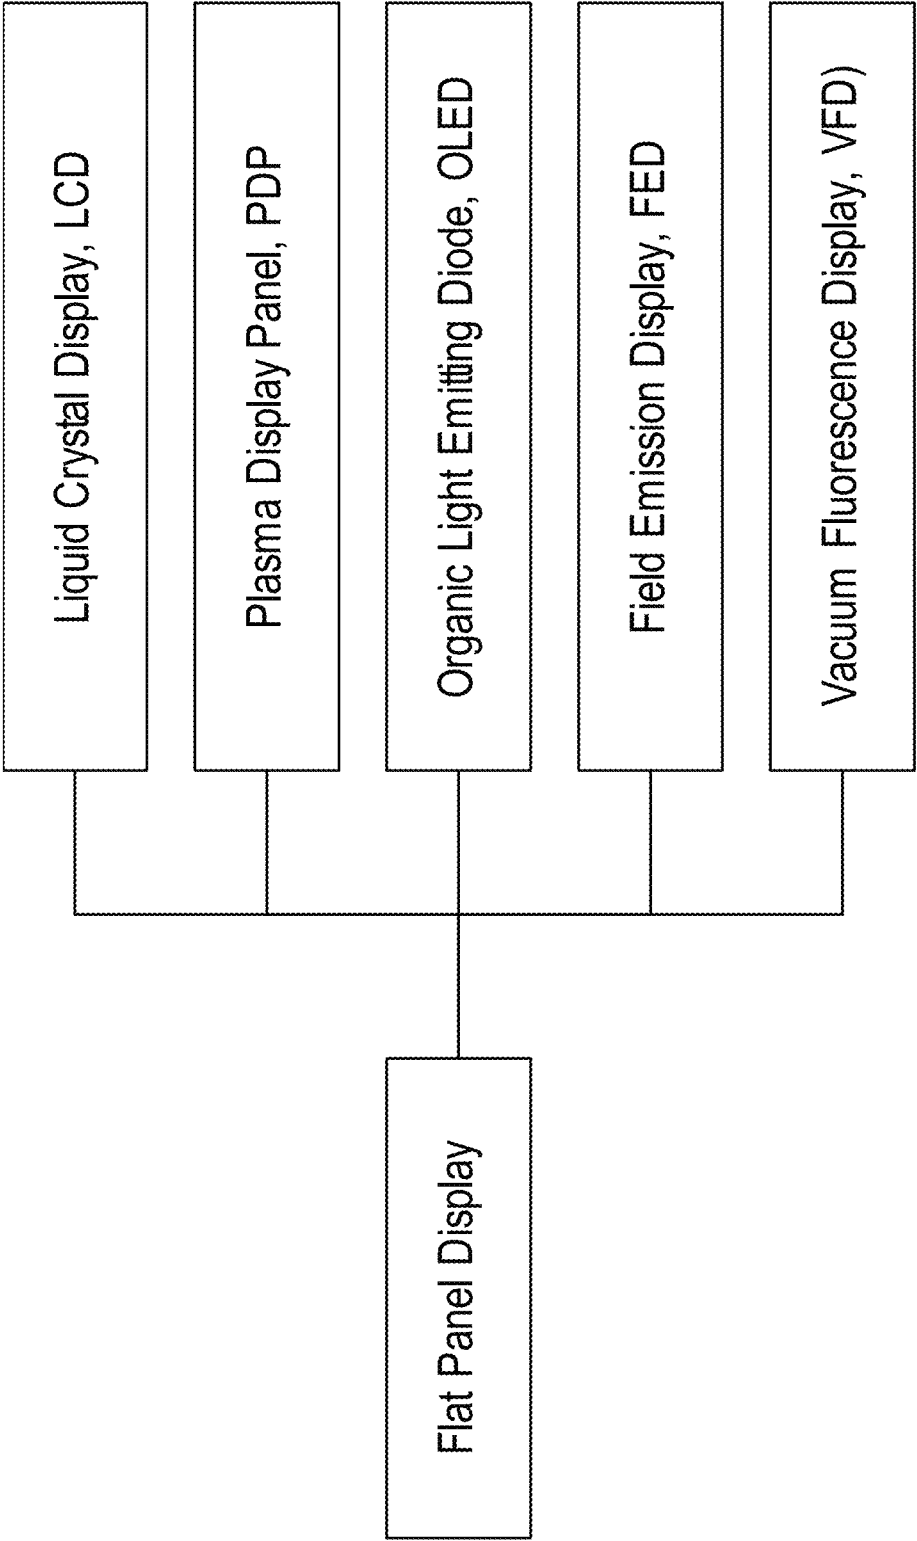 Flat Panel Display
Liquid Crystal Display, LCD
Plasma Display Panel, PDP
Organic Light Emitting Diode, OLED
Field Emission Display, FED
Vacuum Fluorescence Display, VFD)